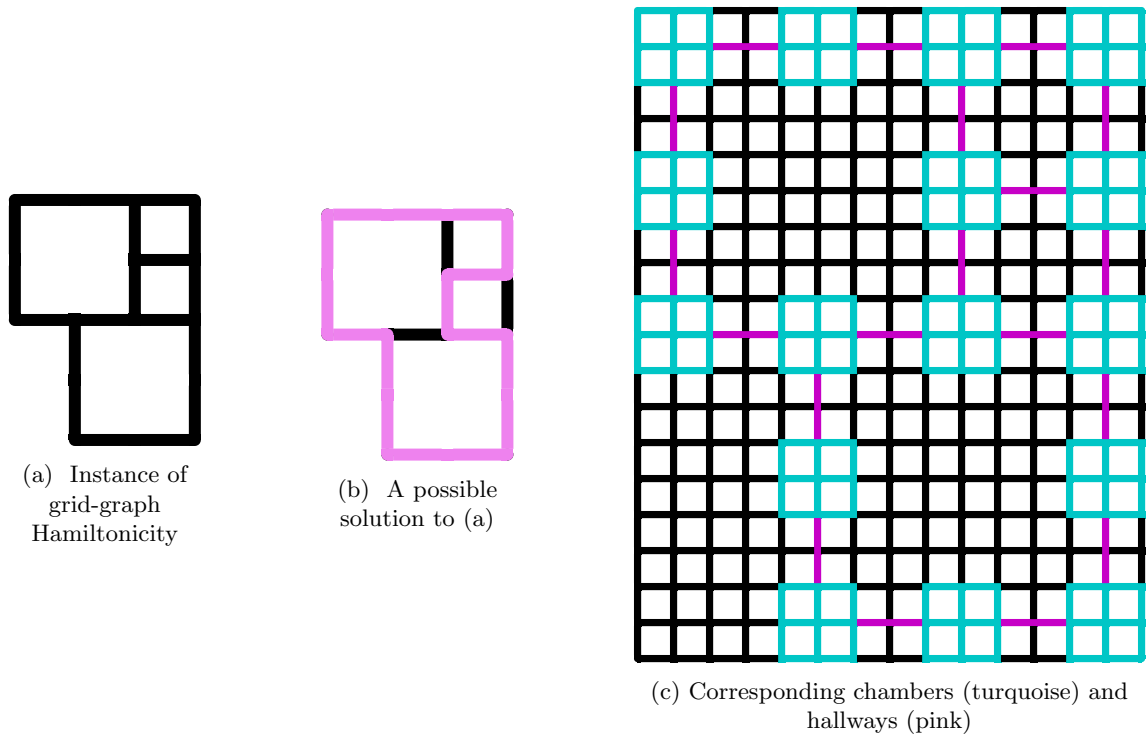 (a) Instance of
grid-graph
Hamiltonicity
(b) A possible
solution to (a)
(c) Corresponding chambers (turquoise) and
hallways (pink)